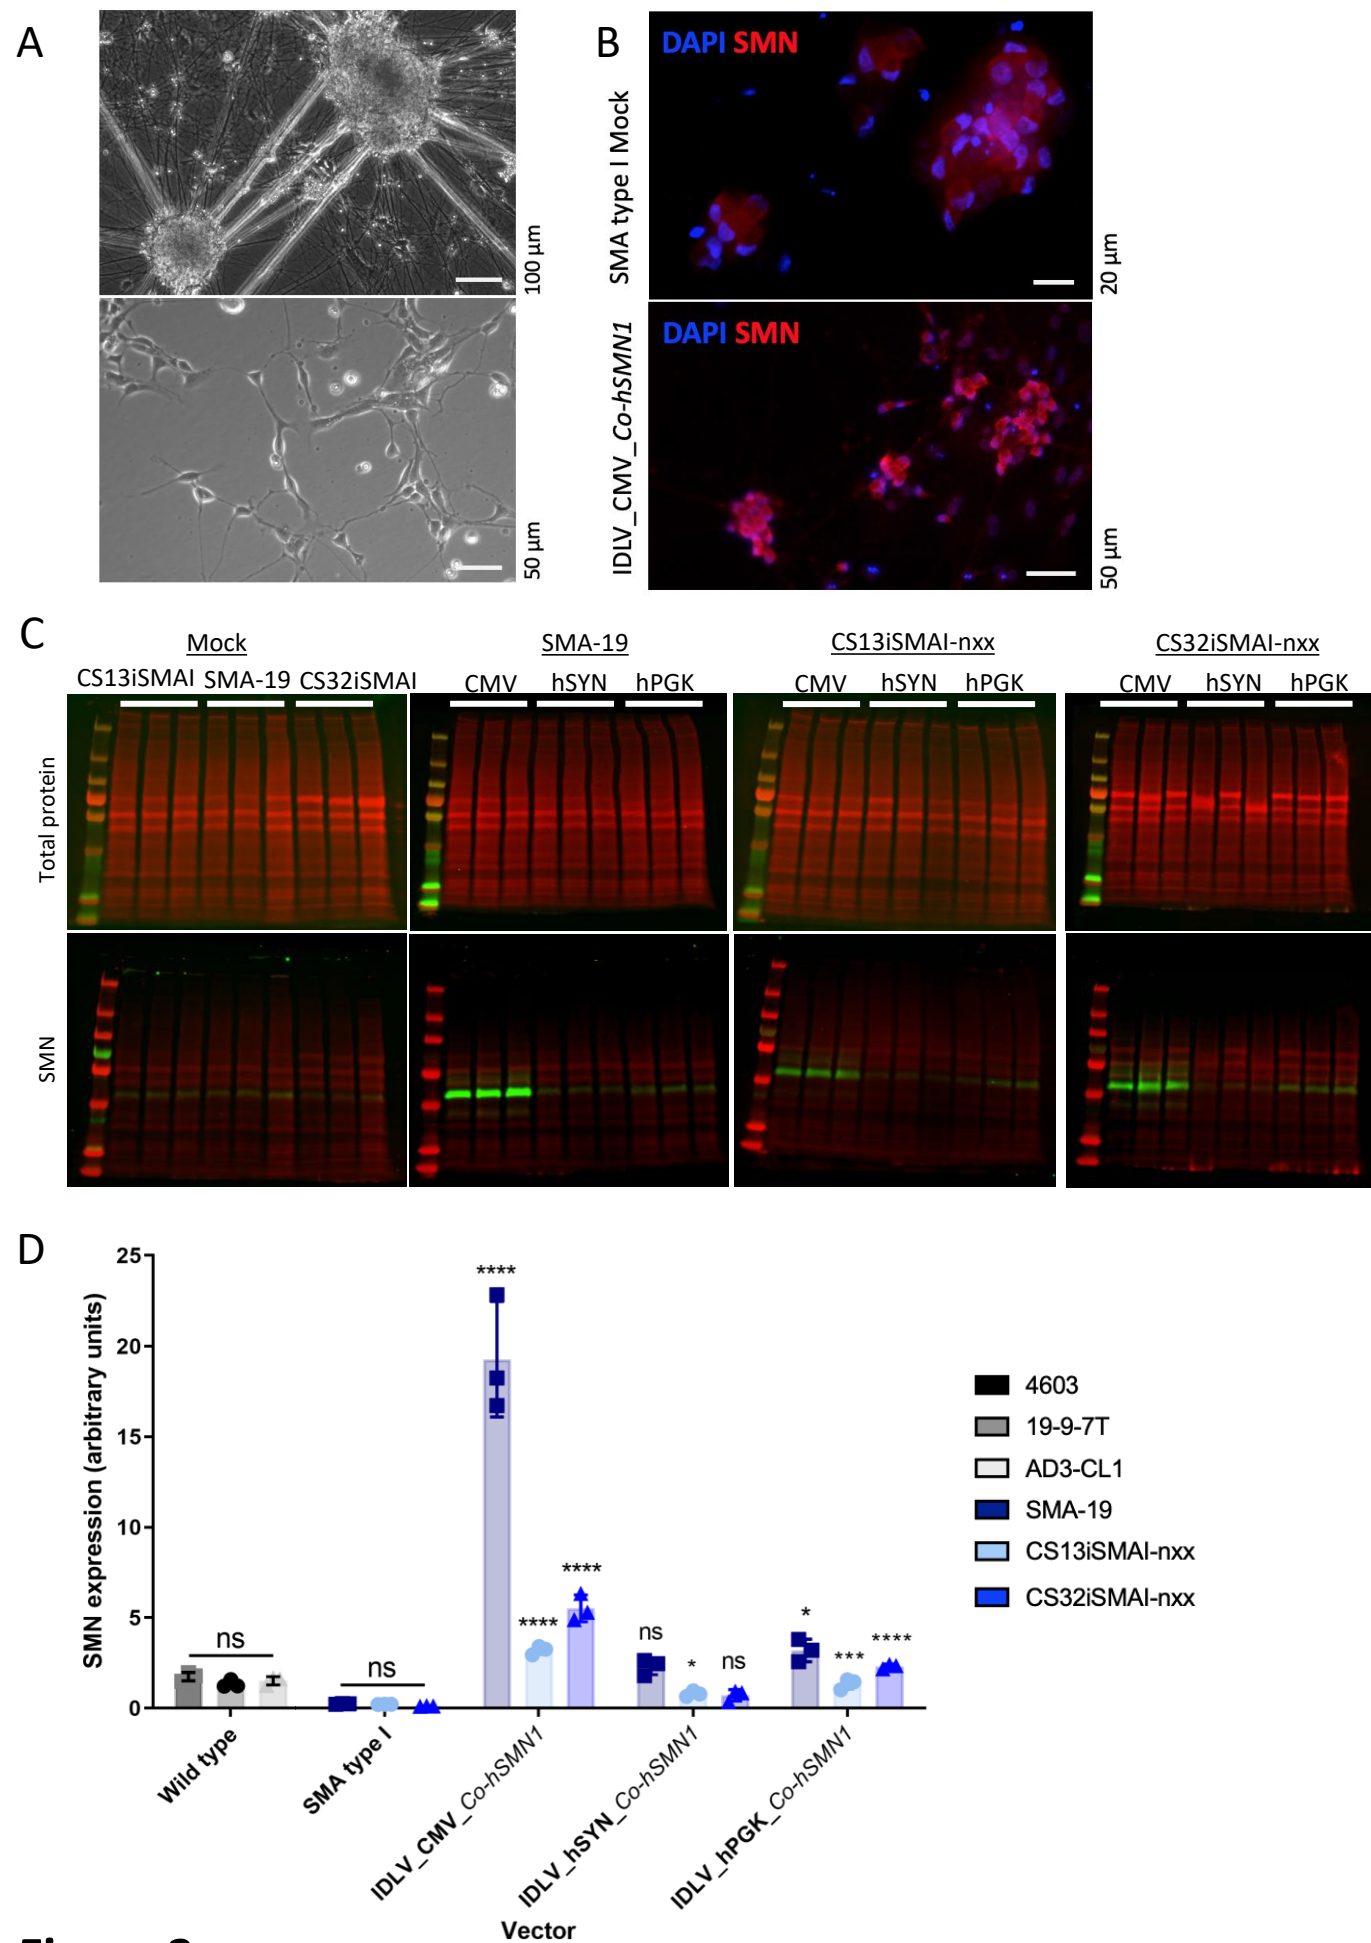 A
100 µm
50 µm
B
DAPI SMN
SMA type I Mock
20 µm
DAPI SMN
IDLV_CMV_Co-hSMN1
50 µm
C
Mock
CS13iSMAI SMA-19 CS32iSMAI
SMA-19
CMV hSYN hPGK
CS13iSMAI-nxx
CMV hSYN hPGK
CS32iSMAI-nxx
CMV hSYN hPGK
Total protein
SMN
D
SMN expression (arbitrary units)
25
20
15
10
5
0
ns
ns
****
****
****
ns
*
ns
*
***
****
Wild type
SMA type I
IDLV_CMV_Co-hSMN1
IDLV_hSYN_Co-hSMN1
IDLV_hPGK_Co-hSMN1
Vector
4603
19-9-7T
AD3-CL1
SMA-19
CS13iSMAI-nxx
CS32iSMAI-nxx